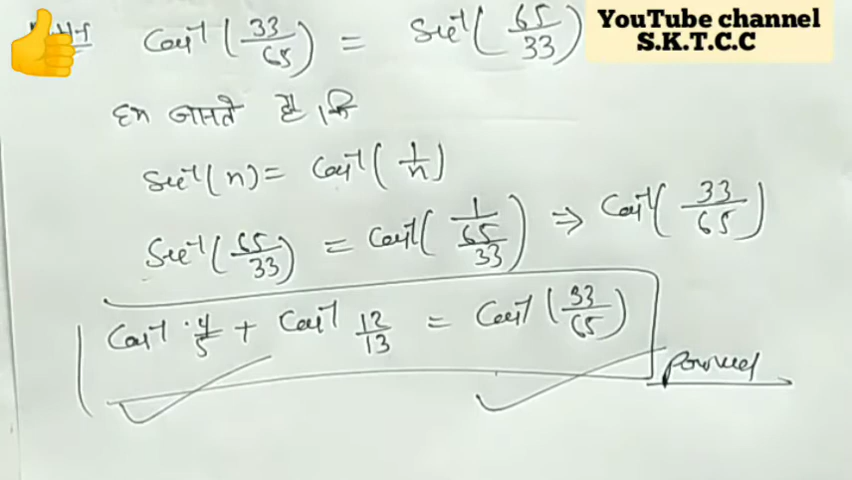 YouTube channel
S.K.T.C.C
Cos⁻¹(33/65) = Sec⁻¹(65/33)
हम जानते है कि
Sec⁻¹(n) = Cos⁻¹(1/n)
Sec⁻¹(65/33) = Cos⁻¹(1/(65/33)) ⇒ Cos⁻¹(33/65)
Cos⁻¹ 4/5 + Cos⁻¹ 12/13 = Cos⁻¹(33/65)